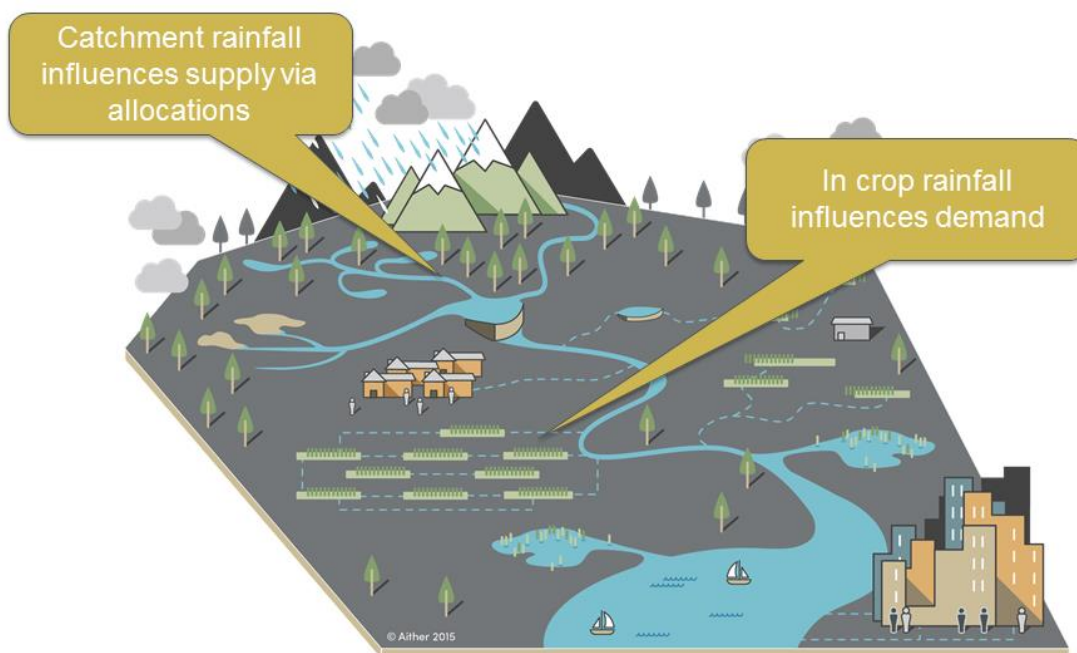 Catchment rainfall
influences supply via
allocations
In crop rainfall
influences demand
© Aither 2015